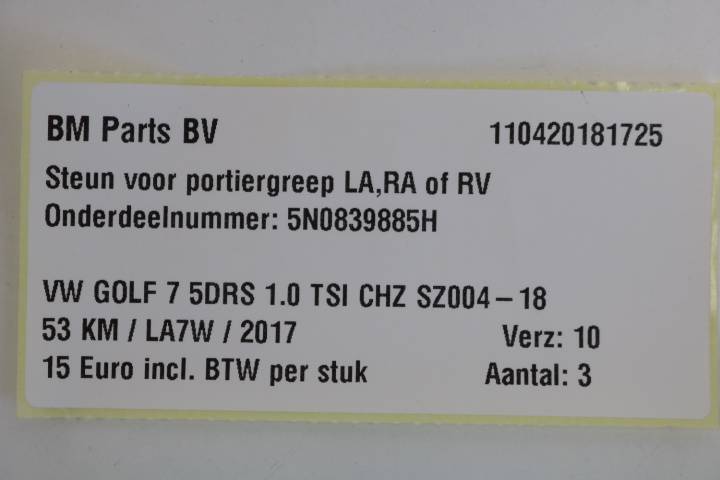 BM Parts BV 110420181725
Steun voor portiergreep LA,RA of RV
Onderdeelnummer: 5N0839885H
VW GOLF 7 5DRS 1.0 TSI CHZ SZ004-18
53 KM / LA7W / 2017 Verz: 10
15 Euro incl. BTW per stuk Aantal: 3